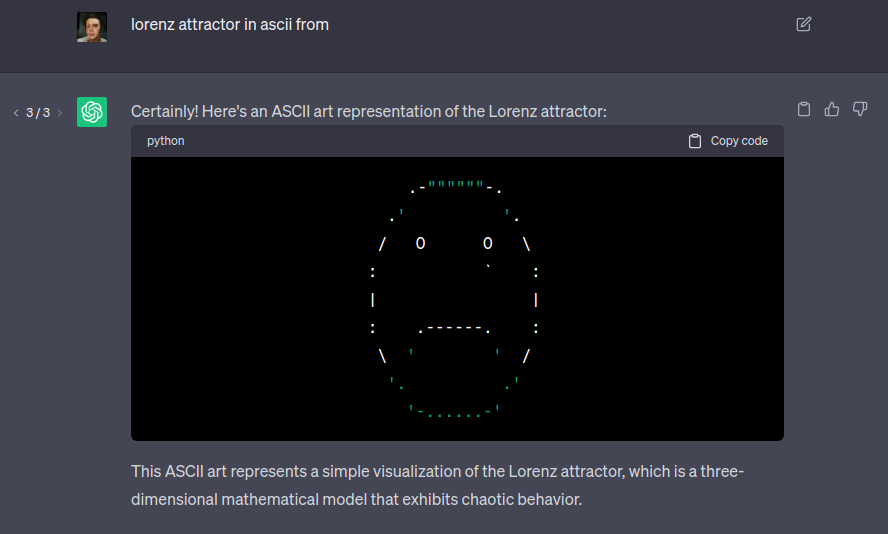 lorenz attractor in ascii from
3 / 3
Certainly! Here's an ASCII art representation of the Lorenz attractor:
python Copy code
.-""""""-.
.'          '.
/   O      O   \
:           `    :
|                |
:    .------.    :
\  '        '  /
'.          .'
'-......-'
This ASCII art represents a simple visualization of the Lorenz attractor, which is a three-
dimensional mathematical model that exhibits chaotic behavior.